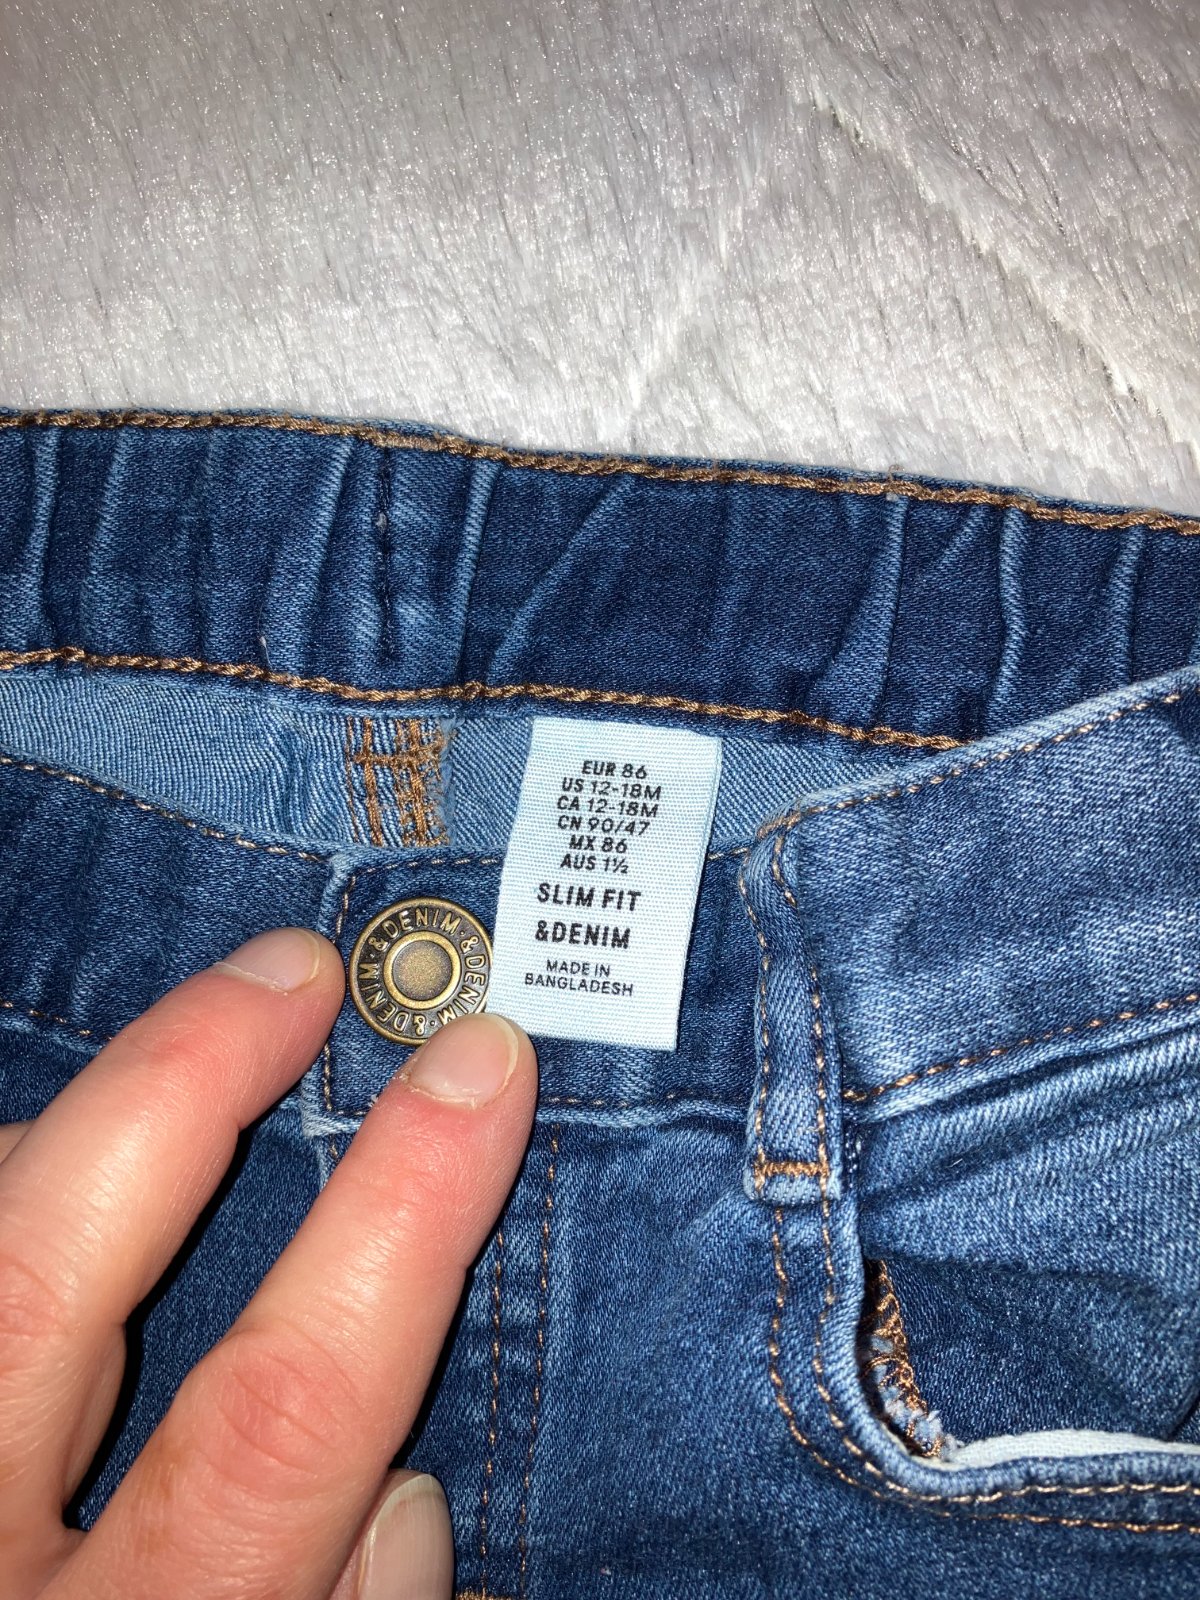 EUR 86
US 12-18M
CA 12-18M
CN 90/47
MX 86
AUS 1½
SLIM FIT
&DENIM
MADE IN
BANGLADESH
&DENIM · &DENIM · &DENIM ·